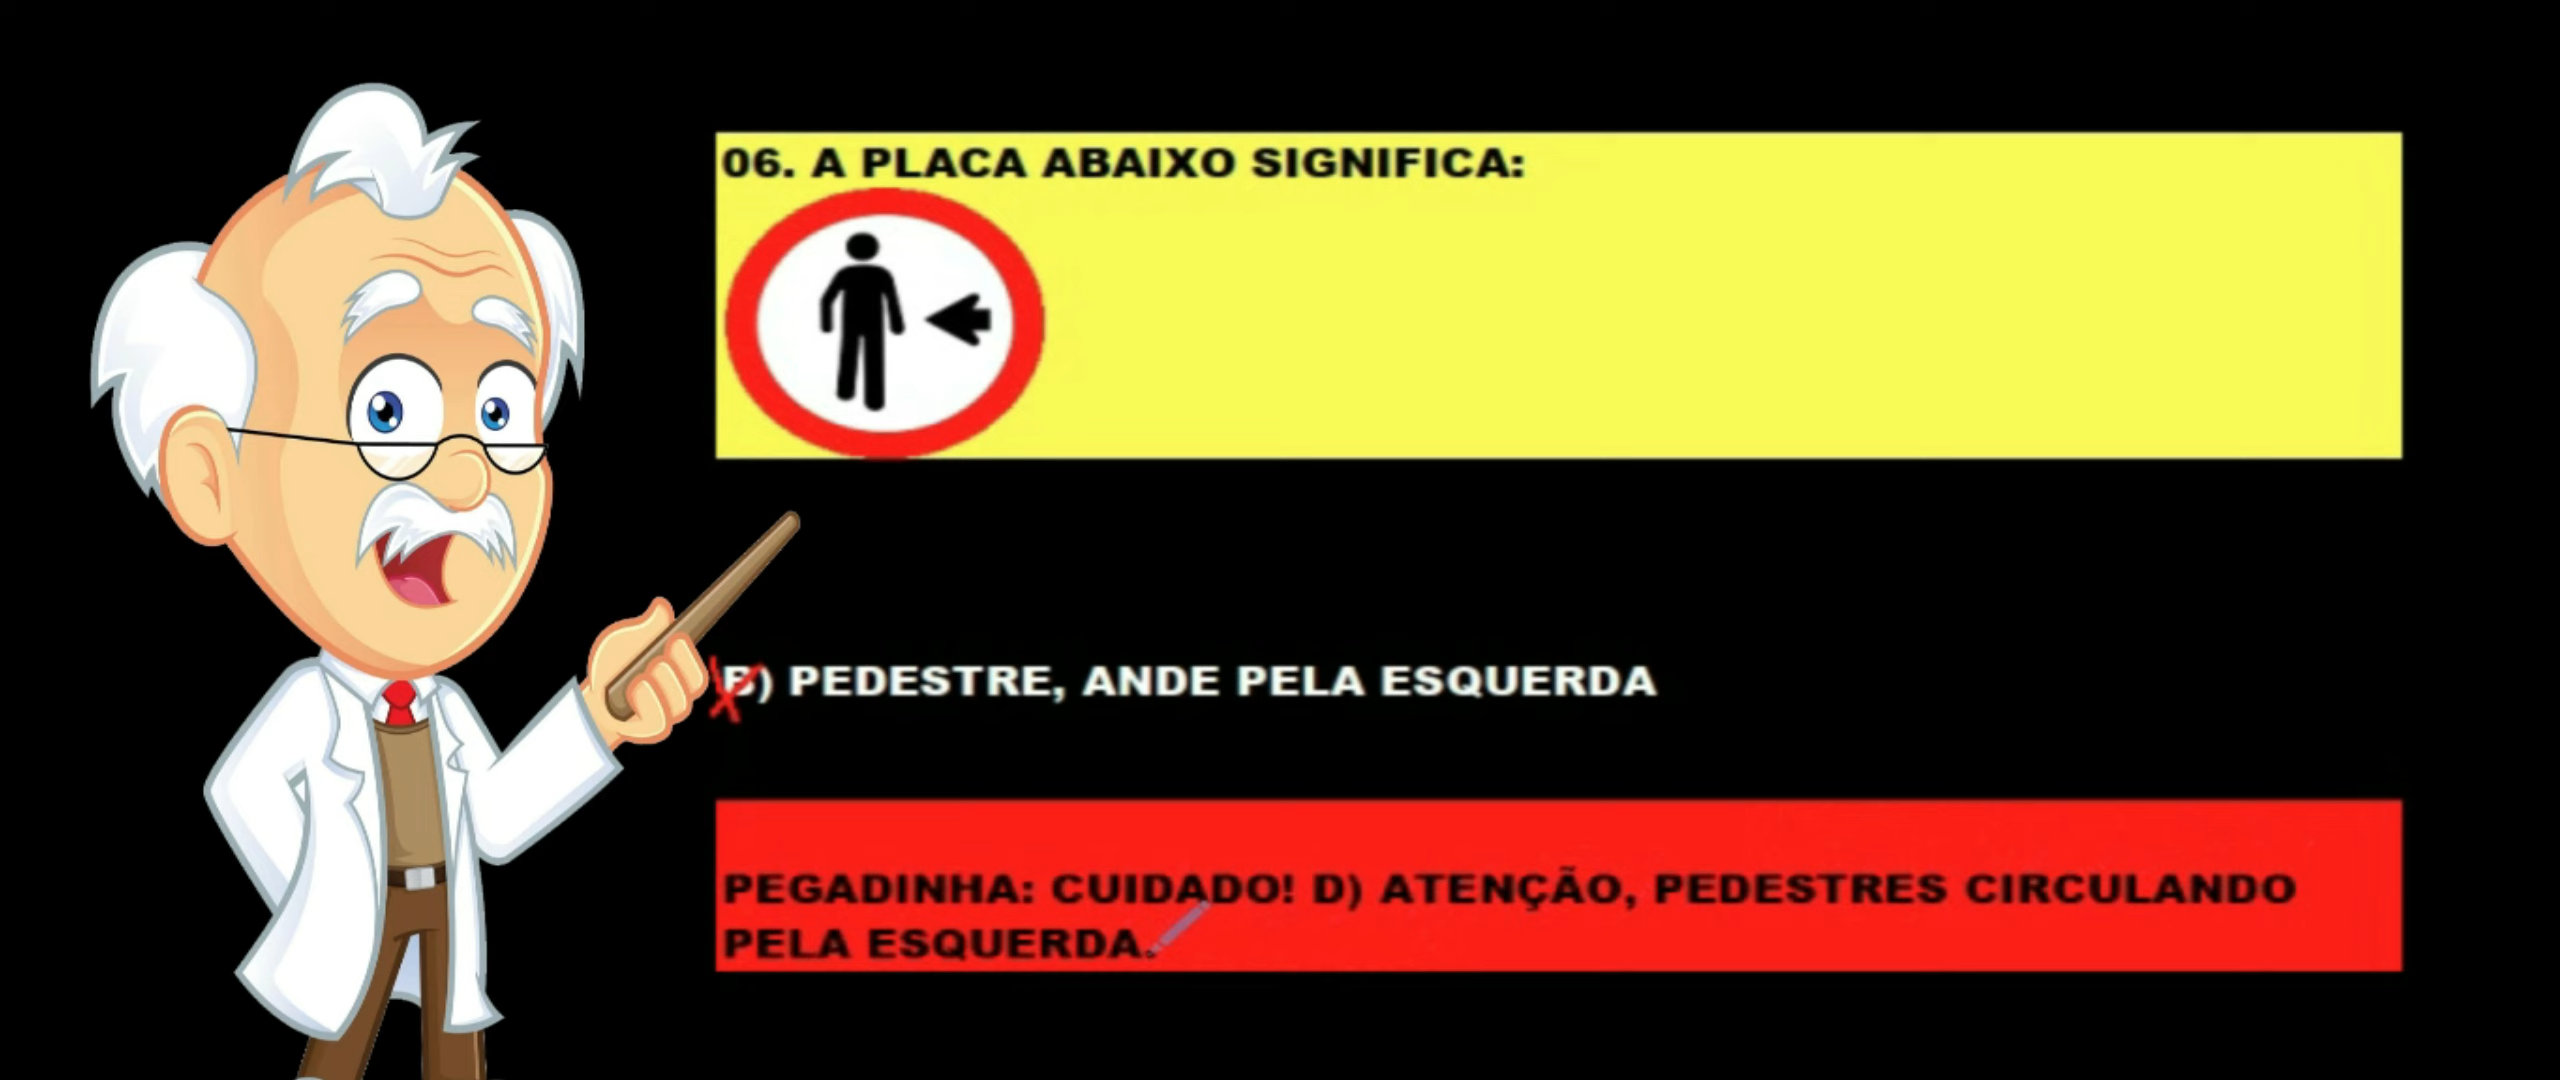 06. A PLACA ABAIXO SIGNIFICA:
B) PEDESTRE, ANDE PELA ESQUERDA
PEGADINHA: CUIDADO! D) ATENÇÃO, PEDESTRES CIRCULANDO
PELA ESQUERDA.